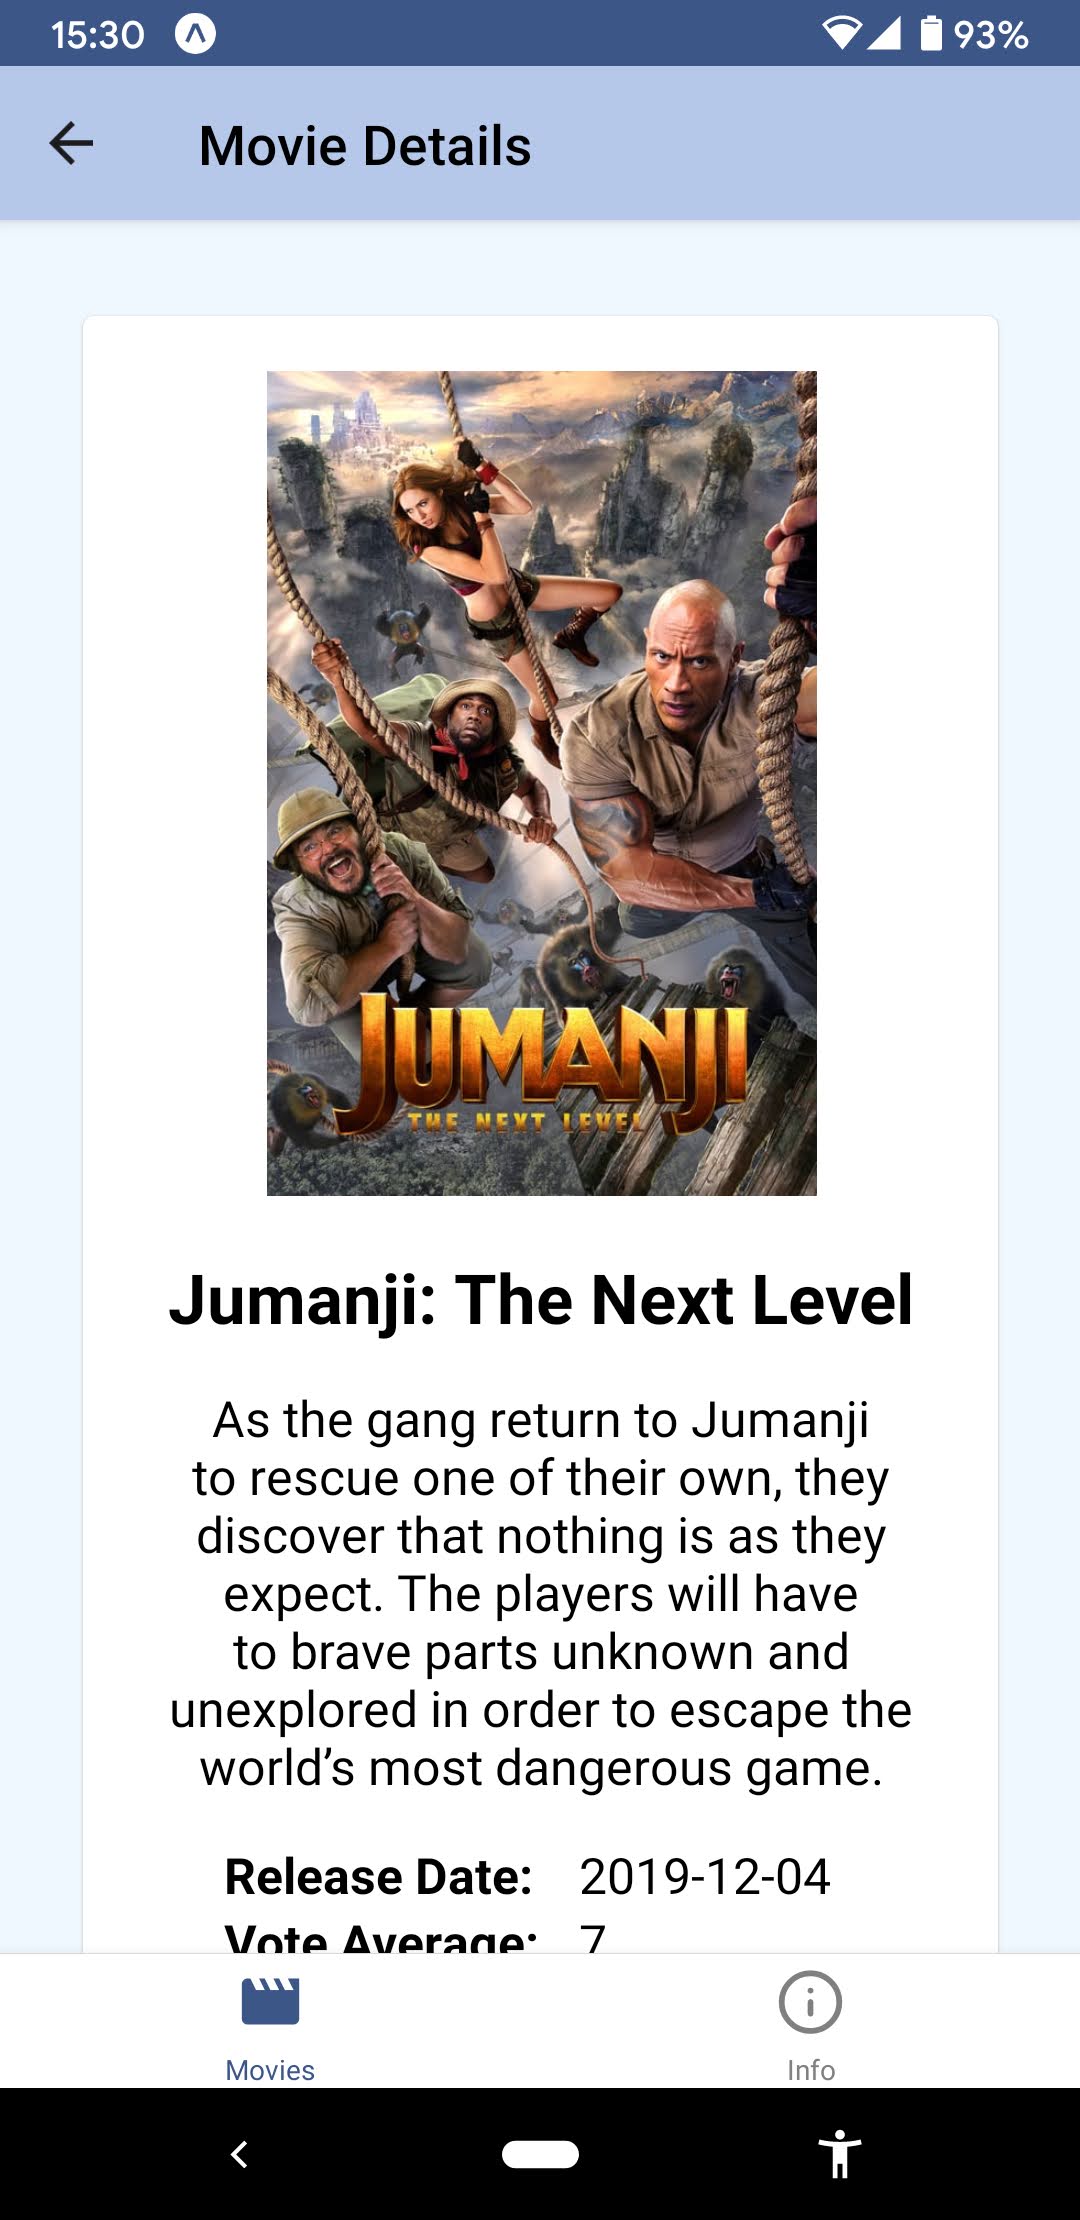 15:30
93%
Movie Details
JUMANJI
THE NEXT LEVEL
Jumanji: The Next Level
As the gang return to Jumanji
to rescue one of their own, they
discover that nothing is as they
expect. The players will have
to brave parts unknown and
unexplored in order to escape the
world’s most dangerous game.
Release Date: 2019-12-04
Vote Average: 7
Movies
Info